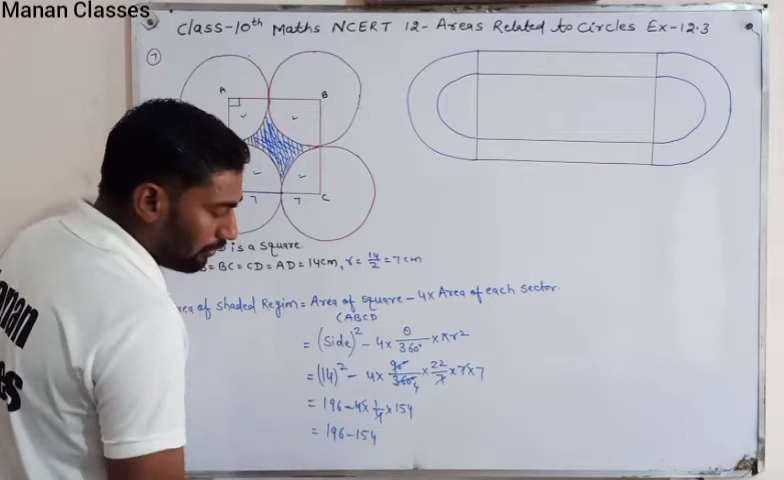 Manan Classes
Class-10th Maths NCERT 12- Areas Related to Circles Ex-12.3
7
A B
C
7 7
is a square.
= BC = CD = AD = 14cm, r = 14/2 = 7cm
rea of Shaded Region = Area of square - 4x Area of each sector.
(ABCD
= (side)² - 4x θ/360° x πr²
= (14)² - 4x 90°/360° 4 x 22/7 x 7x7
= 196 - 4x 1/4 x 154
= 196 - 154